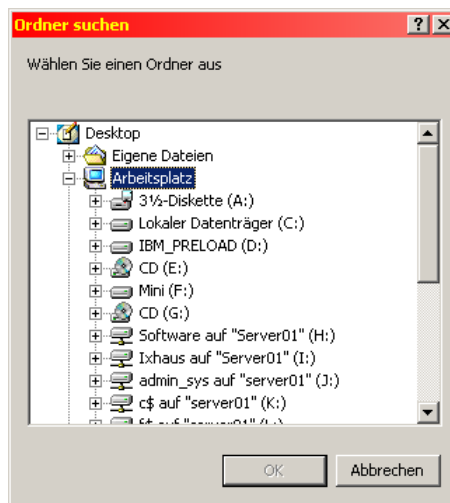 Ordner suchen
Wählen Sie einen Ordner aus
Desktop
Eigene Dateien
Arbeitsplatz
3½-Diskette (A:)
Lokaler Datenträger (C:)
IBM_PRELOAD (D:)
CD (E:)
Mini (F:)
CD (G:)
Software auf "Server01" (H:)
Ixhaus auf "Server01" (I:)
admin_sys auf "server01" (J:)
c$ auf "server01" (K:)
OK Abbrechen